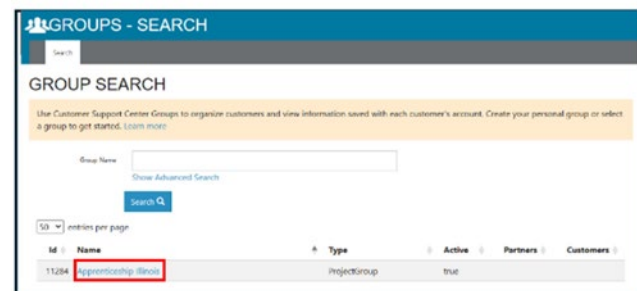 GROUPS - SEARCH
Search
GROUP SEARCH
Use Customer Support Center Groups to organize customers and view information saved with each customer's account. Create your personal group or select
a group to get started. Learn more
Group Name
Show Advanced Search
Search
50 entries per page
Id Name Type Active Partners Customers
11284 Apprenticeship Illinois ProjectGroup true